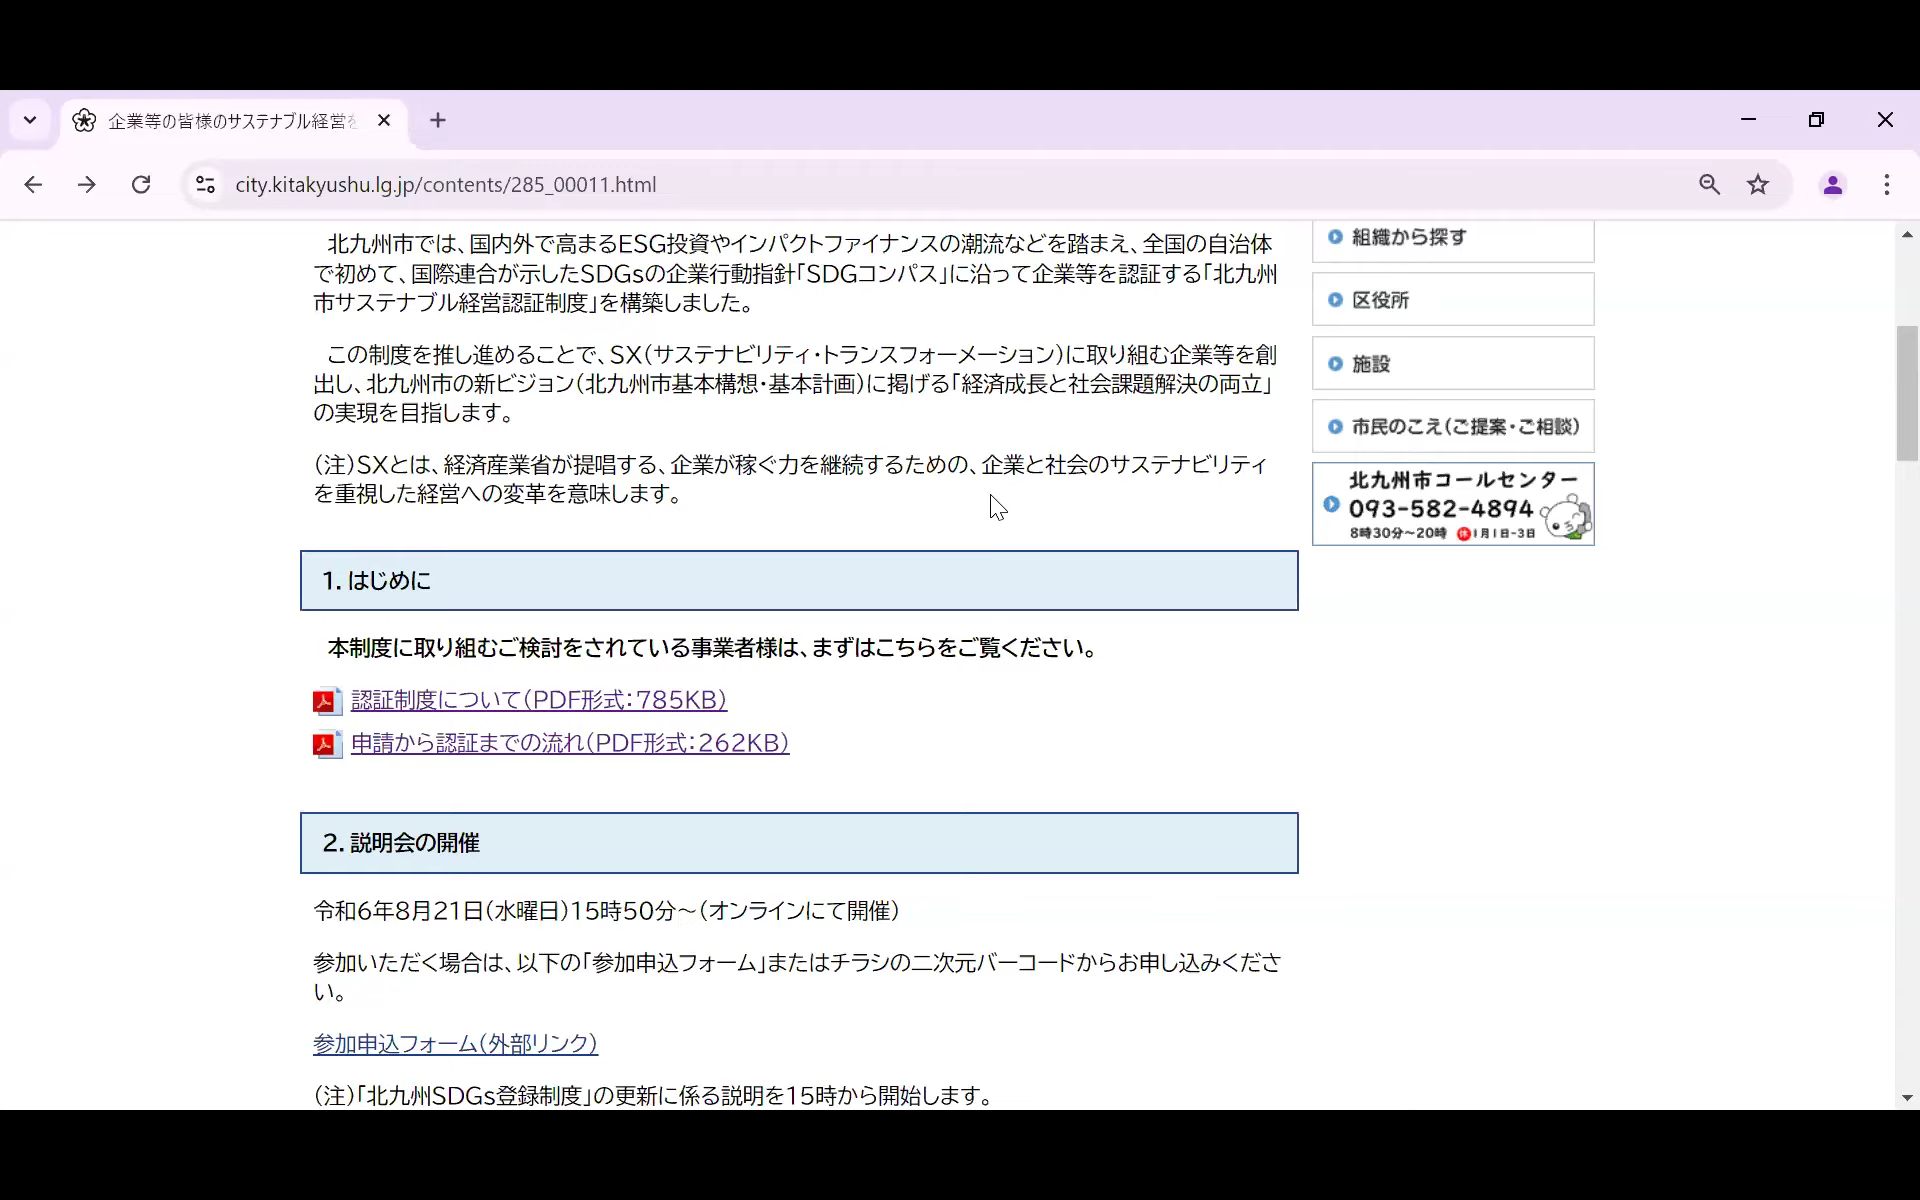 企業等の皆様のサステナブル経営を
city.kitakyushu.lg.jp/contents/285_00011.html
北九州市では、国内外で高まるESG投資やインパクトファイナンスの潮流などを踏まえ、全国の自治体
で初めて、国際連合が示したSDGsの企業行動指針「SDGコンパス」に沿って企業等を認証する「北九州
市サステナブル経営認証制度」を構築しました。
この制度を推し進めることで、SX(サステナビリティ・トランスフォーメーション)に取り組む企業等を創
出し、北九州市の新ビジョン(北九州市基本構想・基本計画)に掲げる「経済成長と社会課題解決の両立」
の実現を目指します。
(注)SXとは、経済産業省が提唱する、企業が稼ぐ力を継続するための、企業と社会のサステナビリティ
を重視した経営への変革を意味します。
1. はじめに
本制度に取り組むご検討をされている事業者様は、まずはこちらをご覧ください。
認証制度について(PDF形式:785KB)
申請から認証までの流れ(PDF形式:262KB)
2. 説明会の開催
令和6年8月21日(水曜日)15時50分~(オンラインにて開催)
参加いただく場合は、以下の「参加申込フォーム」またはチラシの二次元バーコードからお申し込みくださ
い。
参加申込フォーム(外部リンク)
(注)「北九州SDGs登録制度」の更新に係る説明を15時から開始します。
組織から探す
区役所
施設
市民のこえ(ご提案・ご相談)
北九州市コールセンター
093-582-4894
8時30分~20時 休1月1日-3日